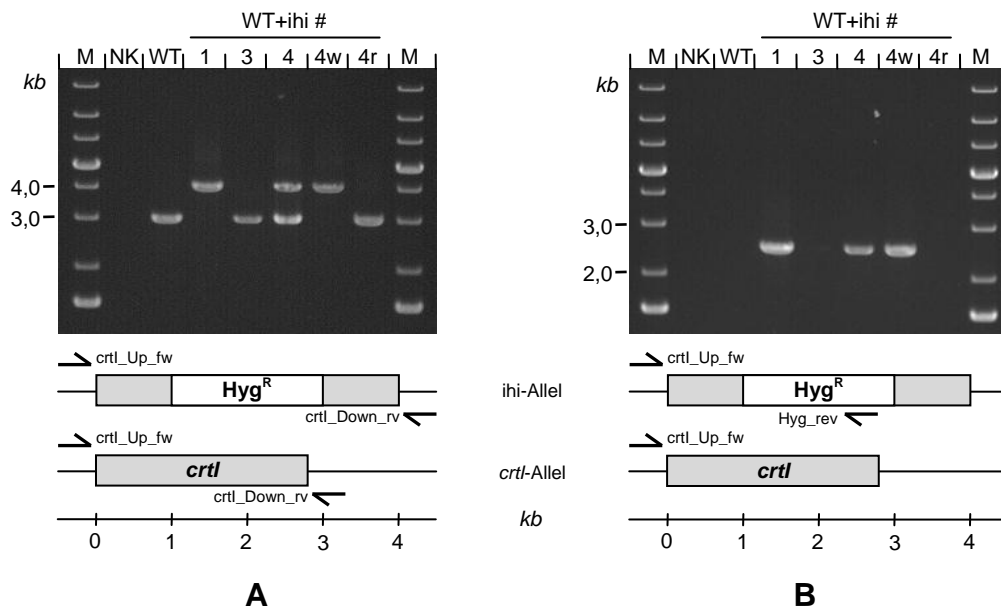 WT+ihi #
M NK WT 1 3 4 4w 4r M
kb
4,0
3,0
crtI_Up_fw
Hyg^R
crtI_Down_rv
crtI_Up_fw
crtI
crtI_Down_rv
0 1 2 3 4
A
ihi-Allel
crtI-Allel
kb
WT+ihi #
M NK WT 1 3 4 4w 4r M
kb
3,0
2,0
crtI_Up_fw
Hyg^R
Hyg_rev
crtI_Up_fw
crtI
0 1 2 3 4
B